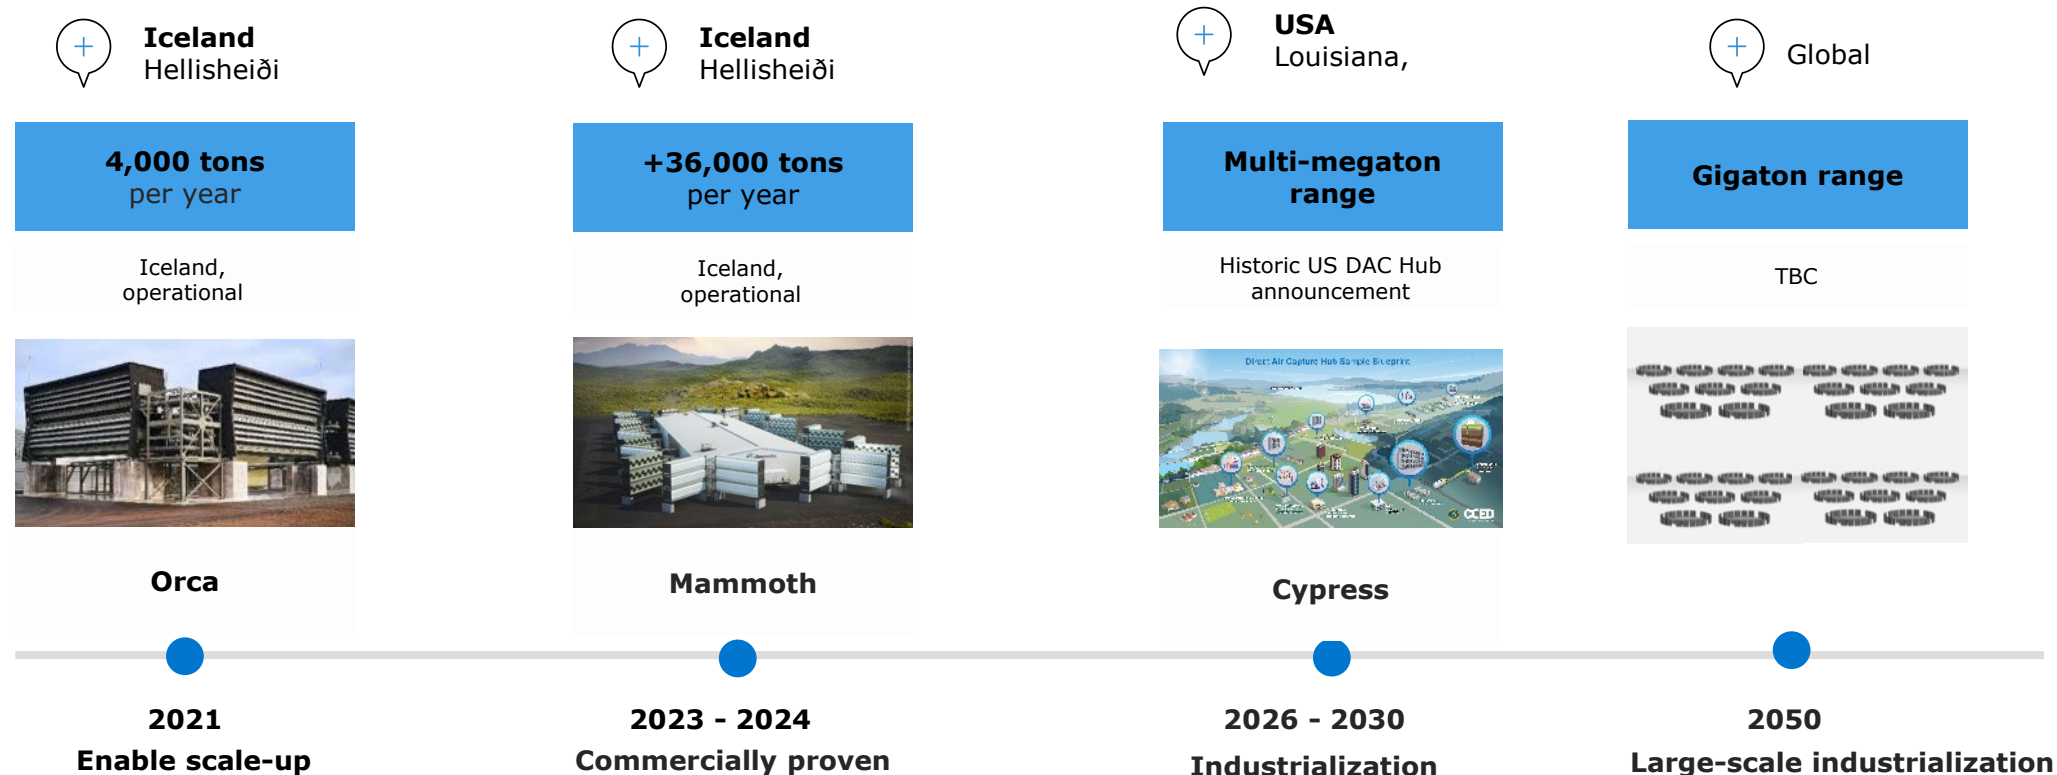 Iceland
Hellisheiði
Iceland
Hellisheiði
USA
Louisiana,
Global
4,000 tons
per year
+36,000 tons
per year
Multi-megaton
range
Gigaton range
Iceland,
operational
Iceland,
operational
Historic US DAC Hub
announcement
TBC
Direct Air Capture Hub Sample Blueprint
Orca
Mammoth
Cypress
2021
Enable scale-up
2023 - 2024
Commercially proven
2026 - 2030
Industrialization
2050
Large-scale industrialization